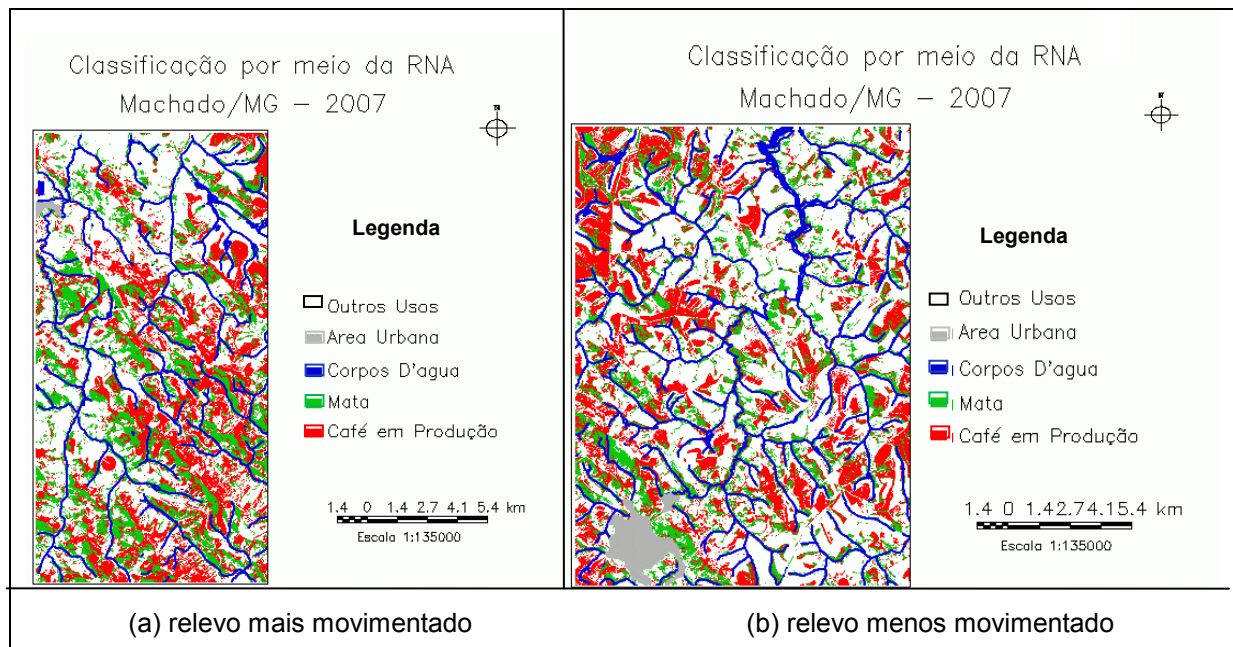 Classificação por meio da RNA
Machado/MG – 2007
Legenda
Outros Usos
Area Urbana
Corpos D'agua
Mata
Café em Produção
1.4 0 1.4 2.7 4.1 5.4 km
Escala 1:135000
(a) relevo mais movimentado
Classificação por meio da RNA
Machado/MG – 2007
Legenda
Outros Usos
Area Urbana
Corpos D'agua
Mata
Café em Produção
1.4 0 1.42.74.15.4 km
Escala 1:135000
(b) relevo menos movimentado